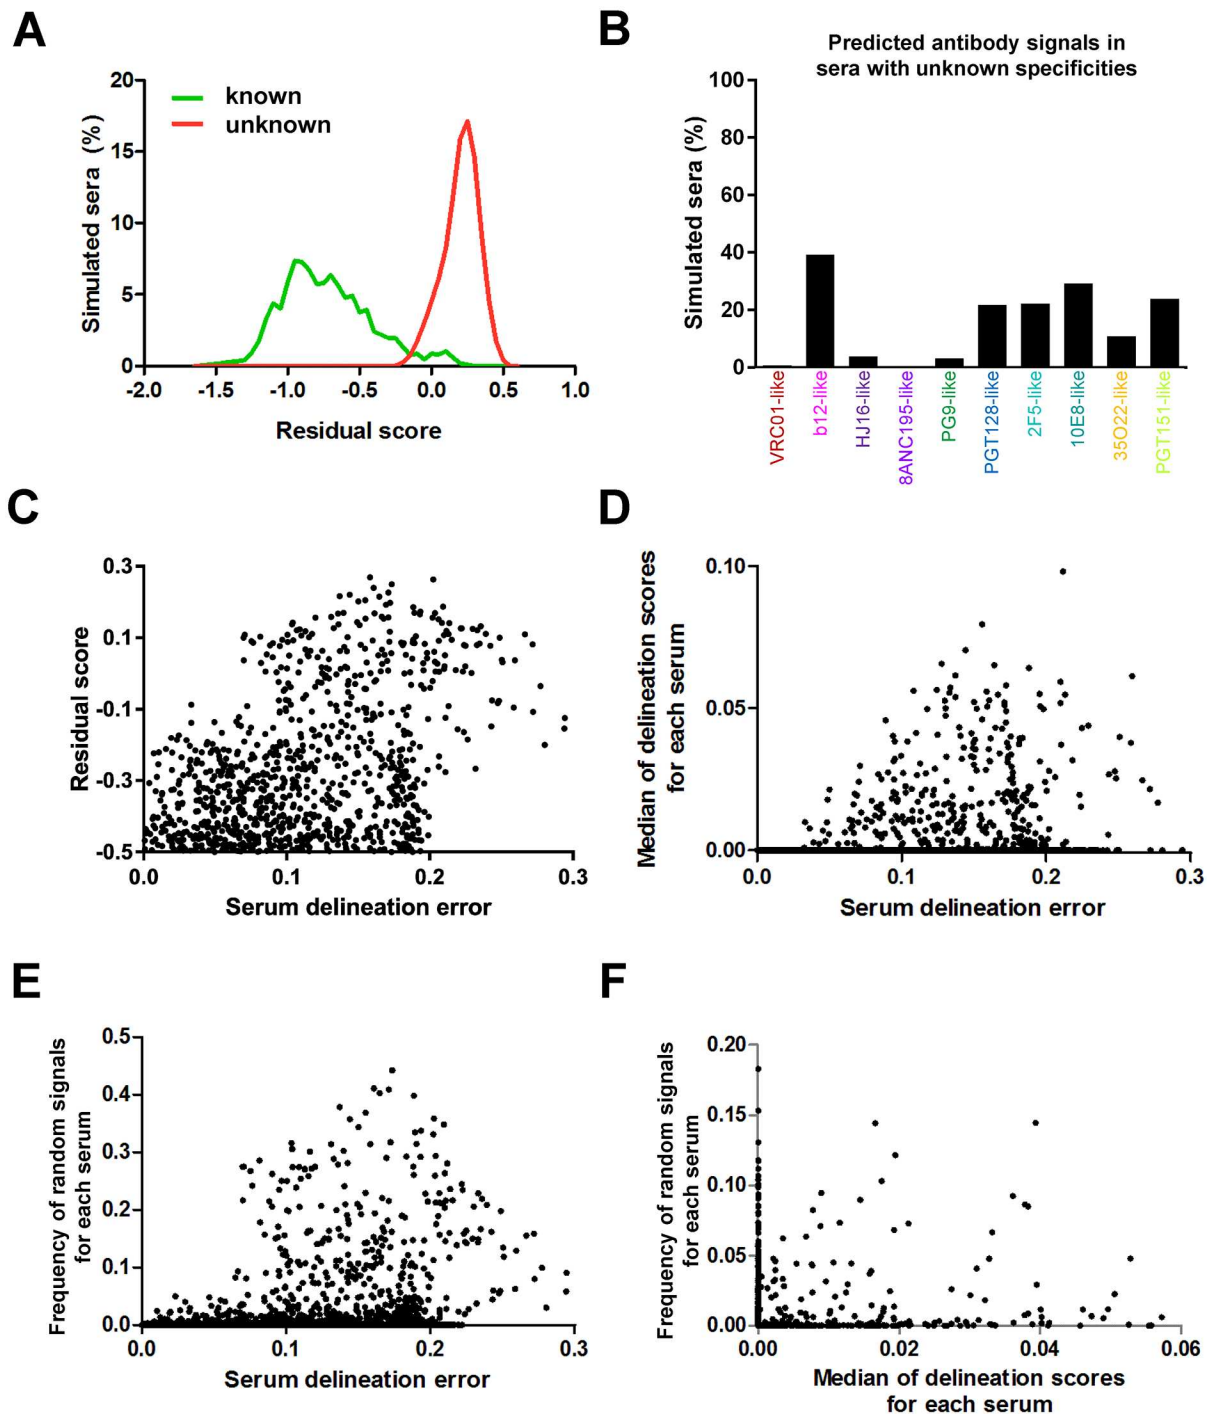 A
20
15
10
5
0
Simulated sera (%)
known
unknown
-2.0 -1.5 -1.0 -0.5 0.0 0.5 1.0
Residual score
B
Predicted antibody signals in
sera with unknown specificities
100
80
60
40
20
0
Simulated sera (%)
VRC01-like
b12-like
HJ16-like
8ANC195-like
PG9-like
PGT128-like
2F5-like
10E8-like
35O22-like
PGT151-like
C
0.3
0.1
-0.1
-0.3
-0.5
Residual score
0.0 0.1 0.2 0.3
Serum delineation error
D
0.10
0.05
0.00
Median of delineation scores
for each serum
0.0 0.1 0.2 0.3
Serum delineation error
E
0.5
0.4
0.3
0.2
0.1
0.0
Frequency of random signals
for each serum
0.0 0.1 0.2 0.3
Serum delineation error
F
0.20
0.15
0.10
0.05
0.00
Frequency of random signals
for each serum
0.00 0.02 0.04 0.06
Median of delineation scores
for each serum